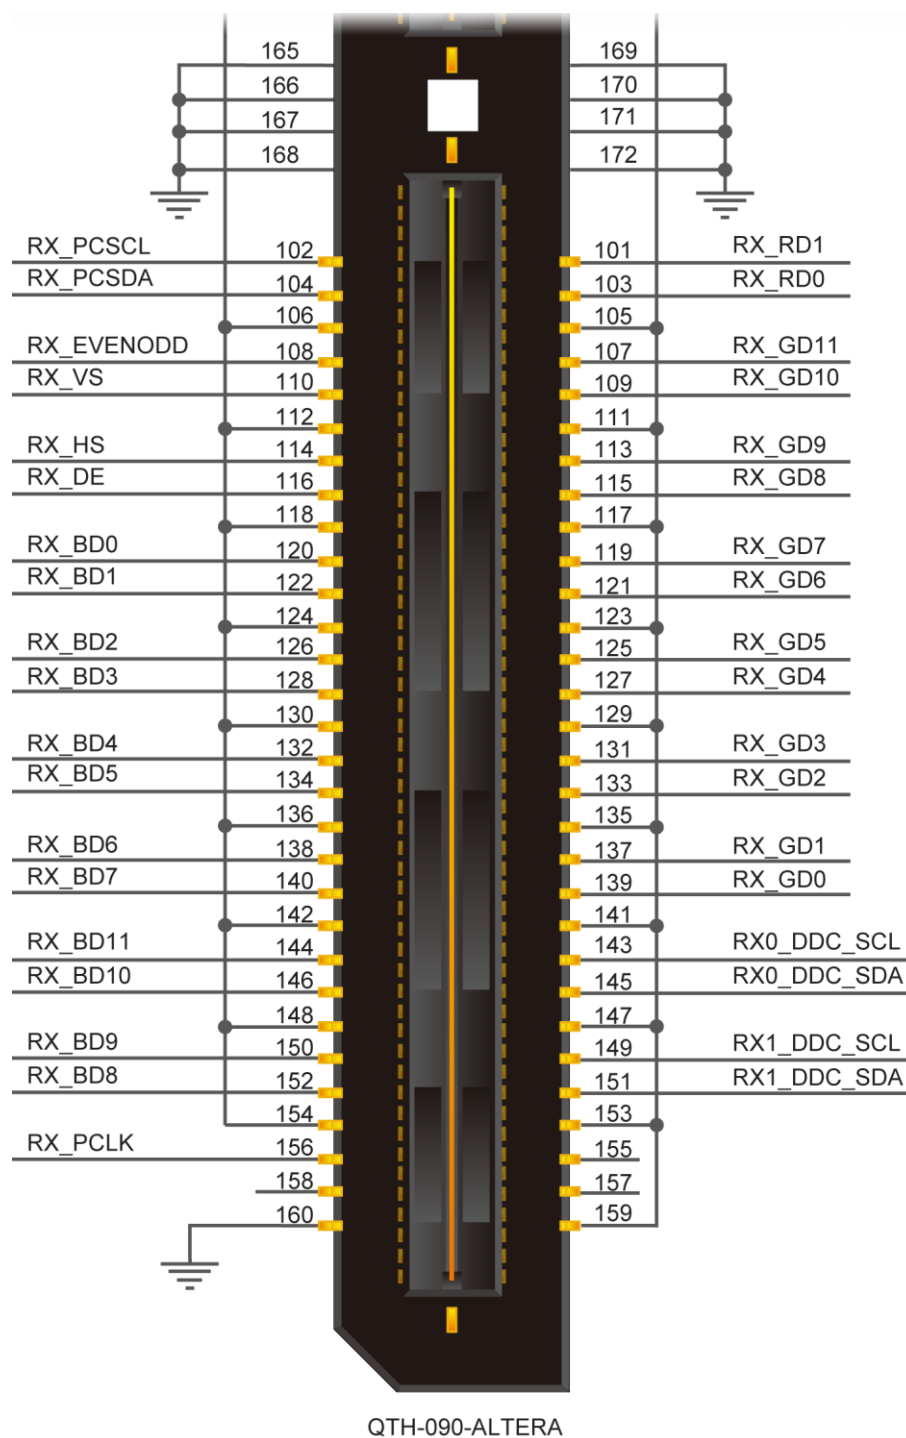 165 169
166 170
167 171
168 172
RX_PCSCL 102 101 RX_RD1
RX_PCSDA 104 103 RX_RD0
106 105
RX_EVENODD 108 107 RX_GD11
RX_VS 110 109 RX_GD10
112 111
RX_HS 114 113 RX_GD9
RX_DE 116 115 RX_GD8
118 117
RX_BD0 120 119 RX_GD7
RX_BD1 122 121 RX_GD6
124 123
RX_BD2 126 125 RX_GD5
RX_BD3 128 127 RX_GD4
130 129
RX_BD4 132 131 RX_GD3
RX_BD5 134 133 RX_GD2
136 135
RX_BD6 138 137 RX_GD1
RX_BD7 140 139 RX_GD0
142 141
RX_BD11 144 143 RX0_DDC_SCL
RX_BD10 146 145 RX0_DDC_SDA
148 147
RX_BD9 150 149 RX1_DDC_SCL
RX_BD8 152 151 RX1_DDC_SDA
154 153
RX_PCLK 156 155
158 157
160 159
QTH-090-ALTERA